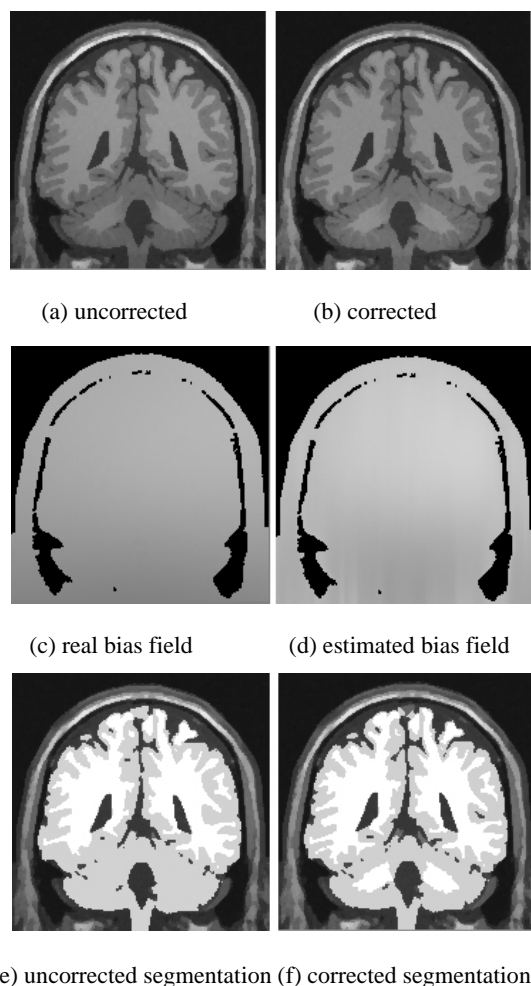 (a) uncorrected (b) corrected
(c) real bias field (d) estimated bias field
e) uncorrected segmentation (f) corrected segmentation